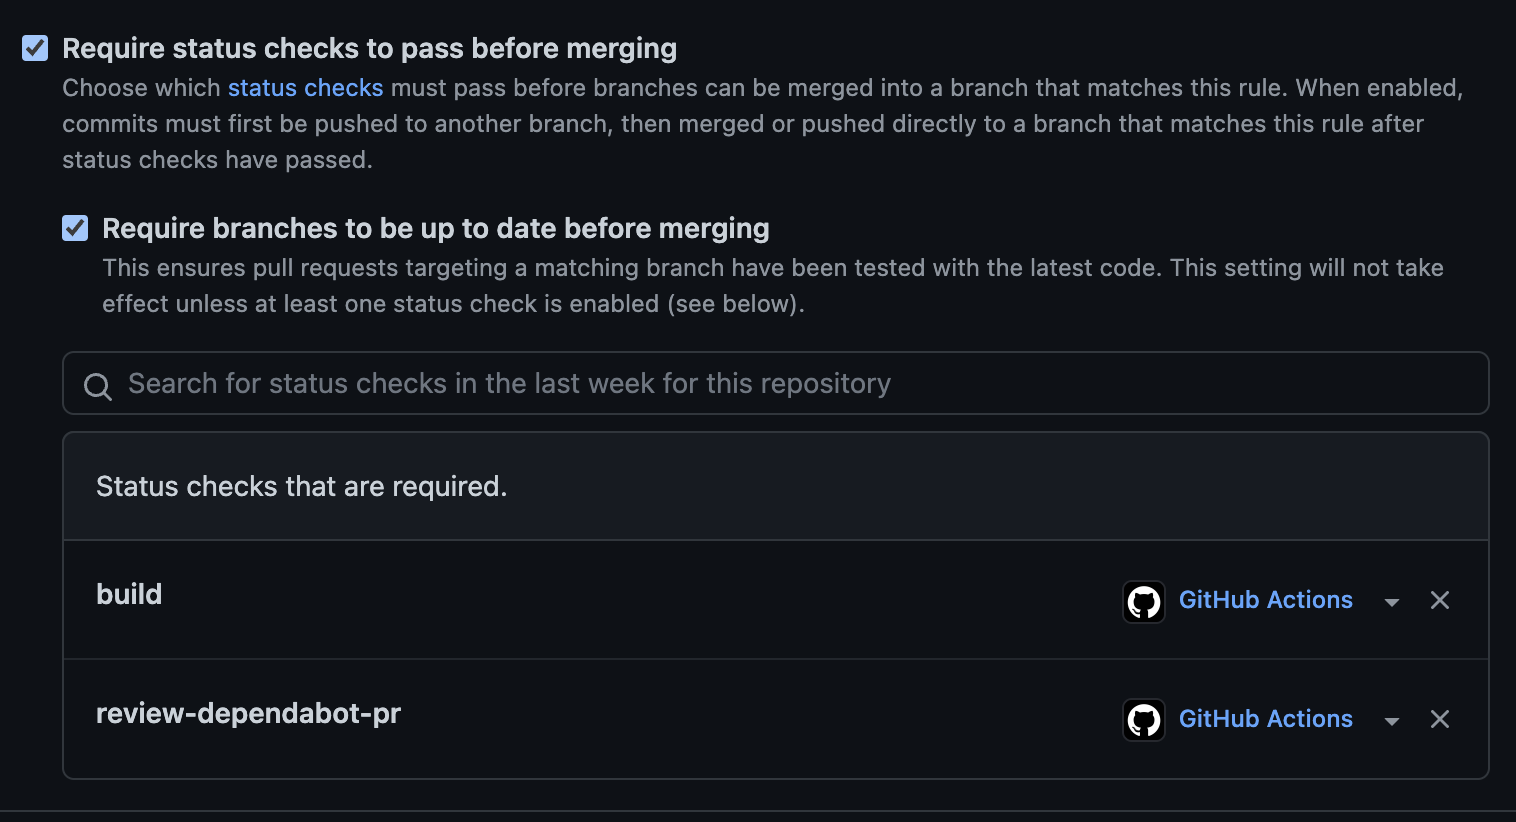 Require status checks to pass before merging
Choose which status checks must pass before branches can be merged into a branch that matches this rule. When enabled,
commits must first be pushed to another branch, then merged or pushed directly to a branch that matches this rule after
status checks have passed.
Require branches to be up to date before merging
This ensures pull requests targeting a matching branch have been tested with the latest code. This setting will not take
effect unless at least one status check is enabled (see below).
Search for status checks in the last week for this repository
Status checks that are required.
build
GitHub Actions
review-dependabot-pr
GitHub Actions